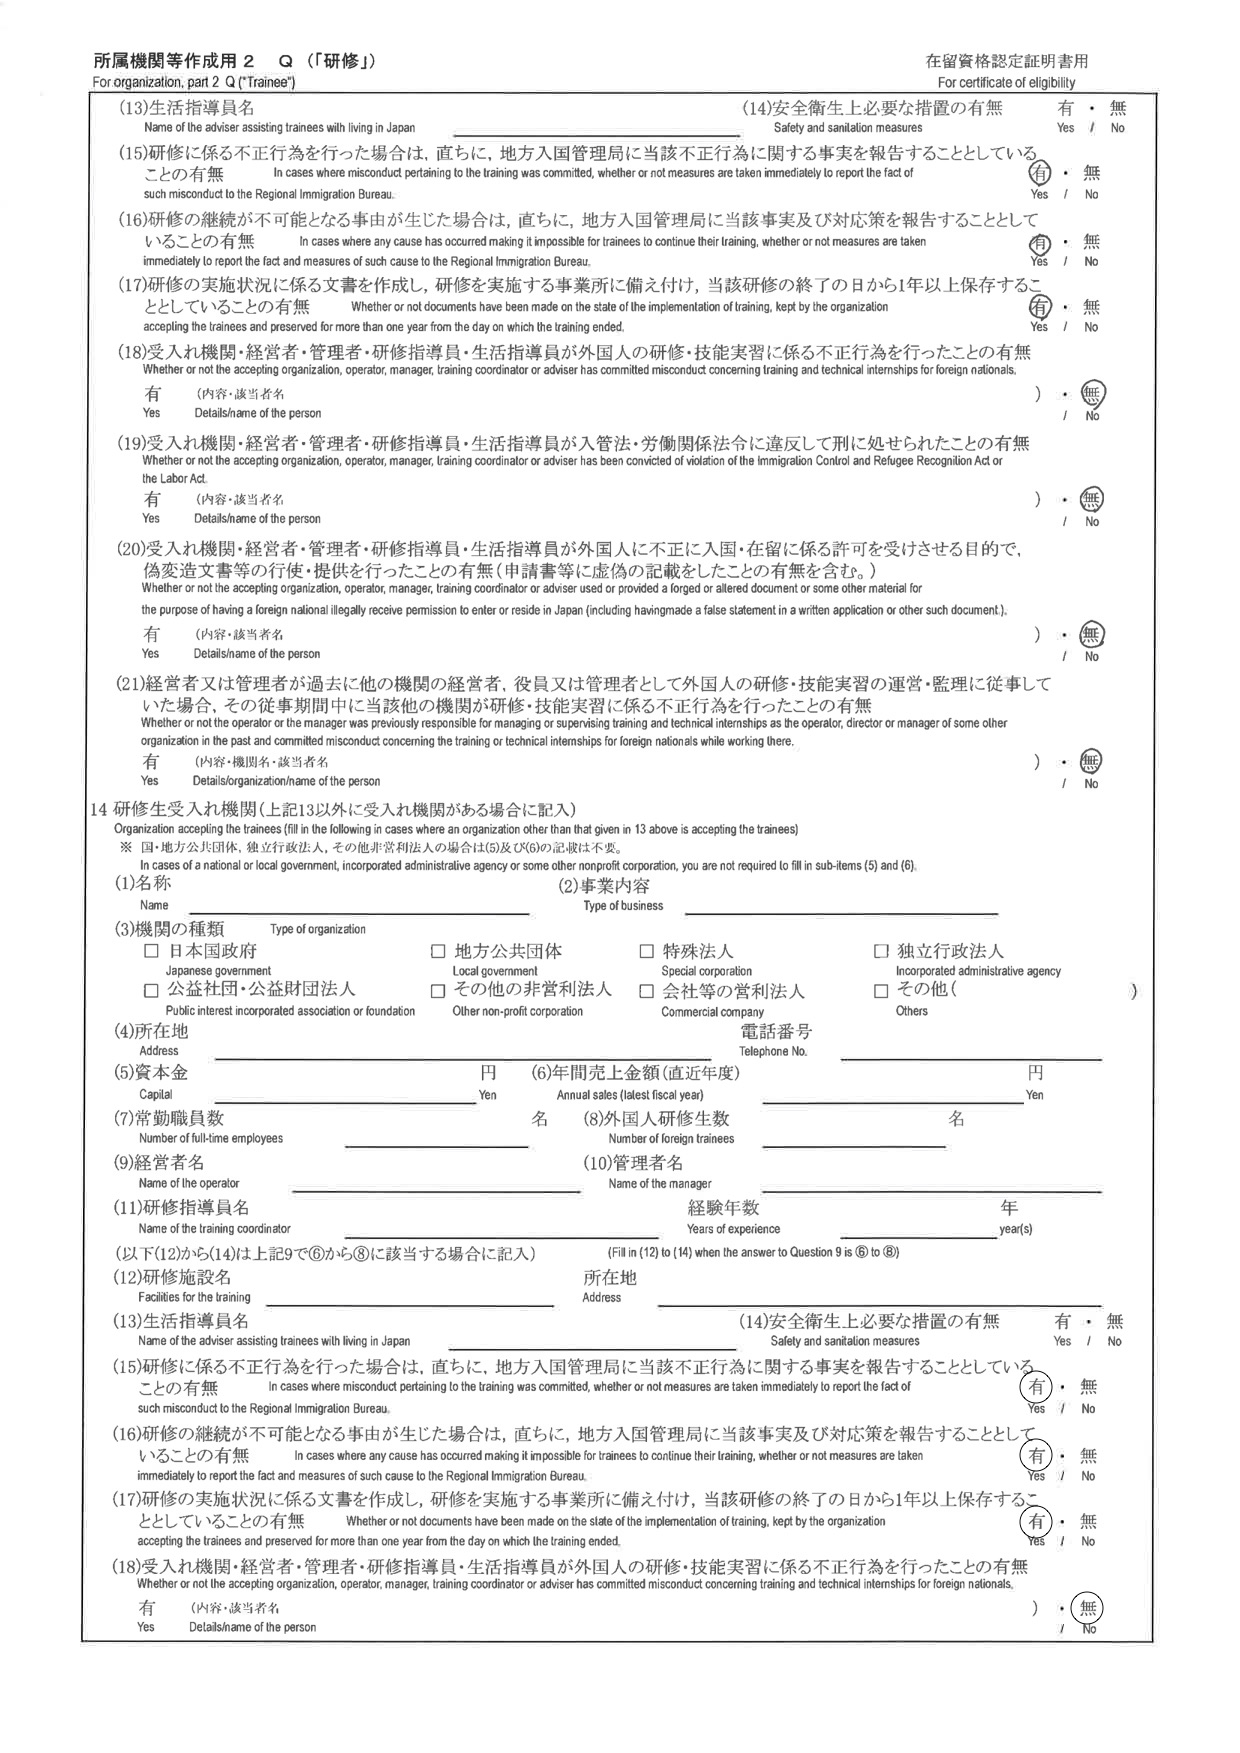 所属機関等作成用 2　Q （「研修」）
在留資格認定証明書用
For organization, part 2 Q ("Trainee")
For certificate of eligibility
(13)生活指導員名　(14)安全衛生上必要な措置の有無　有 ・ 無
Name of the adviser assisting trainees with living in Japan　Safety and sanitation measures　Yes / No
(15)研修に係る不正行為を行った場合は，直ちに，地方入国管理局に当該不正行為に関する事実を報告することとしている
ことの有無　In cases where misconduct pertaining to the training was committed, whether or not measures are taken immediately to report the fact of　有 ・ 無
such misconduct to the Regional Immigration Bureau.　Yes / No
(16)研修の継続が不可能となる事由が生じた場合は，直ちに，地方入国管理局に当該事実及び対応策を報告することとして
いることの有無　In cases where any cause has occurred making it impossible for trainees to continue their training, whether or not measures are taken　有 ・ 無
immediately to report the fact and measures of such cause to the Regional Immigration Bureau.　Yes / No
(17)研修の実施状況に係る文書を作成し，研修を実施する事業所に備え付け，当該研修の終了の日から1年以上保存するこ
ととしていることの有無　Whether or not documents have been made on the state of the implementation of training, kept by the organization　有 ・ 無
accepting the trainees and preserved for more than one year from the day on which the training ended.　Yes / No
(18)受入れ機関・経営者・管理者・研修指導員・生活指導員が外国人の研修・技能実習に係る不正行為を行ったことの有無
Whether or not the accepting organization, operator, manager, training coordinator or adviser has committed misconduct concerning training and technical internships for foreign nationals.
有　（内容・該当者名　） ・ 無
Yes　Details/name of the person　/ No
(19)受入れ機関・経営者・管理者・研修指導員・生活指導員が入管法・労働関係法令に違反して刑に処せられたことの有無
Whether or not the accepting organization, operator, manager, training coordinator or adviser has been convicted of violation of the Immigration Control and Refugee Recognition Act or
the Labor Act.
有　（内容・該当者名　） ・ 無
Yes　Details/name of the person　/ No
(20)受入れ機関・経営者・管理者・研修指導員・生活指導員が外国人に不正に入国・在留に係る許可を受けさせる目的で，
偽変造文書等の行使・提供を行ったことの有無（申請書等に虚偽の記載をしたことの有無を含む。）
Whether or not the accepting organization, operator, manager, training coordinator or adviser used or provided a forged or altered document or some other material for
the purpose of having a foreign national illegally receive permission to enter or reside in Japan (including havingmade a false statement in a written application or other such document.).
有　（内容・該当者名　） ・ 無
Yes　Details/name of the person　/ No
(21)経営者又は管理者が過去に他の機関の経営者，役員又は管理者として外国人の研修・技能実習の運営・監理に従事して
いた場合，その従事期間中に当該他の機関が研修・技能実習に係る不正行為を行ったことの有無
Whether or not the operator or the manager was previously responsible for managing or supervising training and technical internships as the operator, director or manager of some other
organization in the past and committed misconduct concerning the training or technical internships for foreign nationals while working there.
有　（内容・機関名・該当者名　） ・ 無
Yes　Details/organization/name of the person　/ No
14 研修生受入れ機関（上記13以外に受入れ機関がある場合に記入）
Organization accepting the trainees (fill in the following in cases where an organization other than that given in 13 above is accepting the trainees)
※ 国・地方公共団体，独立行政法人，その他非営利法人の場合は(5)及び(6)の記載は不要。
In cases of a national or local government, incorporated administrative agency or some other nonprofit corporation, you are not required to fill in sub-items (5) and (6).
(1)名称　(2)事業内容
Name　Type of business
(3)機関の種類　Type of organization
□ 日本国政府　□ 地方公共団体　□ 特殊法人　□ 独立行政法人
Japanese government　Local government　Special corporation　Incorporated administrative agency
□ 公益社団・公益財団法人　□ その他の非営利法人　□ 会社等の営利法人　□ その他（　）
Public interest incorporated association or foundation　Other non-profit corporation　Commercial company　Others
(4)所在地　電話番号
Address　Telephone No.
(5)資本金　円　(6)年間売上金額（直近年度）　円
Capital　Yen　Annual sales (latest fiscal year)　Yen
(7)常勤職員数　名　(8)外国人研修生数　名
Number of full-time employees　Number of foreign trainees
(9)経営者名　(10)管理者名
Name of the operator　Name of the manager
(11)研修指導員名　経験年数　年
Name of the training coordinator　Years of experience　year(s)
（以下(12)から(14)は上記9で⑥から⑧に該当する場合に記入）　(Fill in (12) to (14) when the answer to Question 9 is ⑥ to ⑧)
(12)研修施設名　所在地
Facilities for the training　Address
(13)生活指導員名　(14)安全衛生上必要な措置の有無　有 ・ 無
Name of the adviser assisting trainees with living in Japan　Safety and sanitation measures　Yes / No
(15)研修に係る不正行為を行った場合は，直ちに，地方入国管理局に当該不正行為に関する事実を報告することとしている
ことの有無　In cases where misconduct pertaining to the training was committed, whether or not measures are taken immediately to report the fact of　有 ・ 無
such misconduct to the Regional Immigration Bureau.　Yes / No
(16)研修の継続が不可能となる事由が生じた場合は，直ちに，地方入国管理局に当該事実及び対応策を報告することとして
いることの有無　In cases where any cause has occurred making it impossible for trainees to continue their training, whether or not measures are taken　有 ・ 無
immediately to report the fact and measures of such cause to the Regional Immigration Bureau.　Yes / No
(17)研修の実施状況に係る文書を作成し，研修を実施する事業所に備え付け，当該研修の終了の日から1年以上保存するこ
ととしていることの有無　Whether or not documents have been made on the state of the implementation of training, kept by the organization　有 ・ 無
accepting the trainees and preserved for more than one year from the day on which the training ended.　Yes / No
(18)受入れ機関・経営者・管理者・研修指導員・生活指導員が外国人の研修・技能実習に係る不正行為を行ったことの有無
Whether or not the accepting organization, operator, manager, training coordinator or adviser has committed misconduct concerning training and technical internships for foreign nationals.
有　（内容・該当者名　） ・ 無
Yes　Details/name of the person　/ No